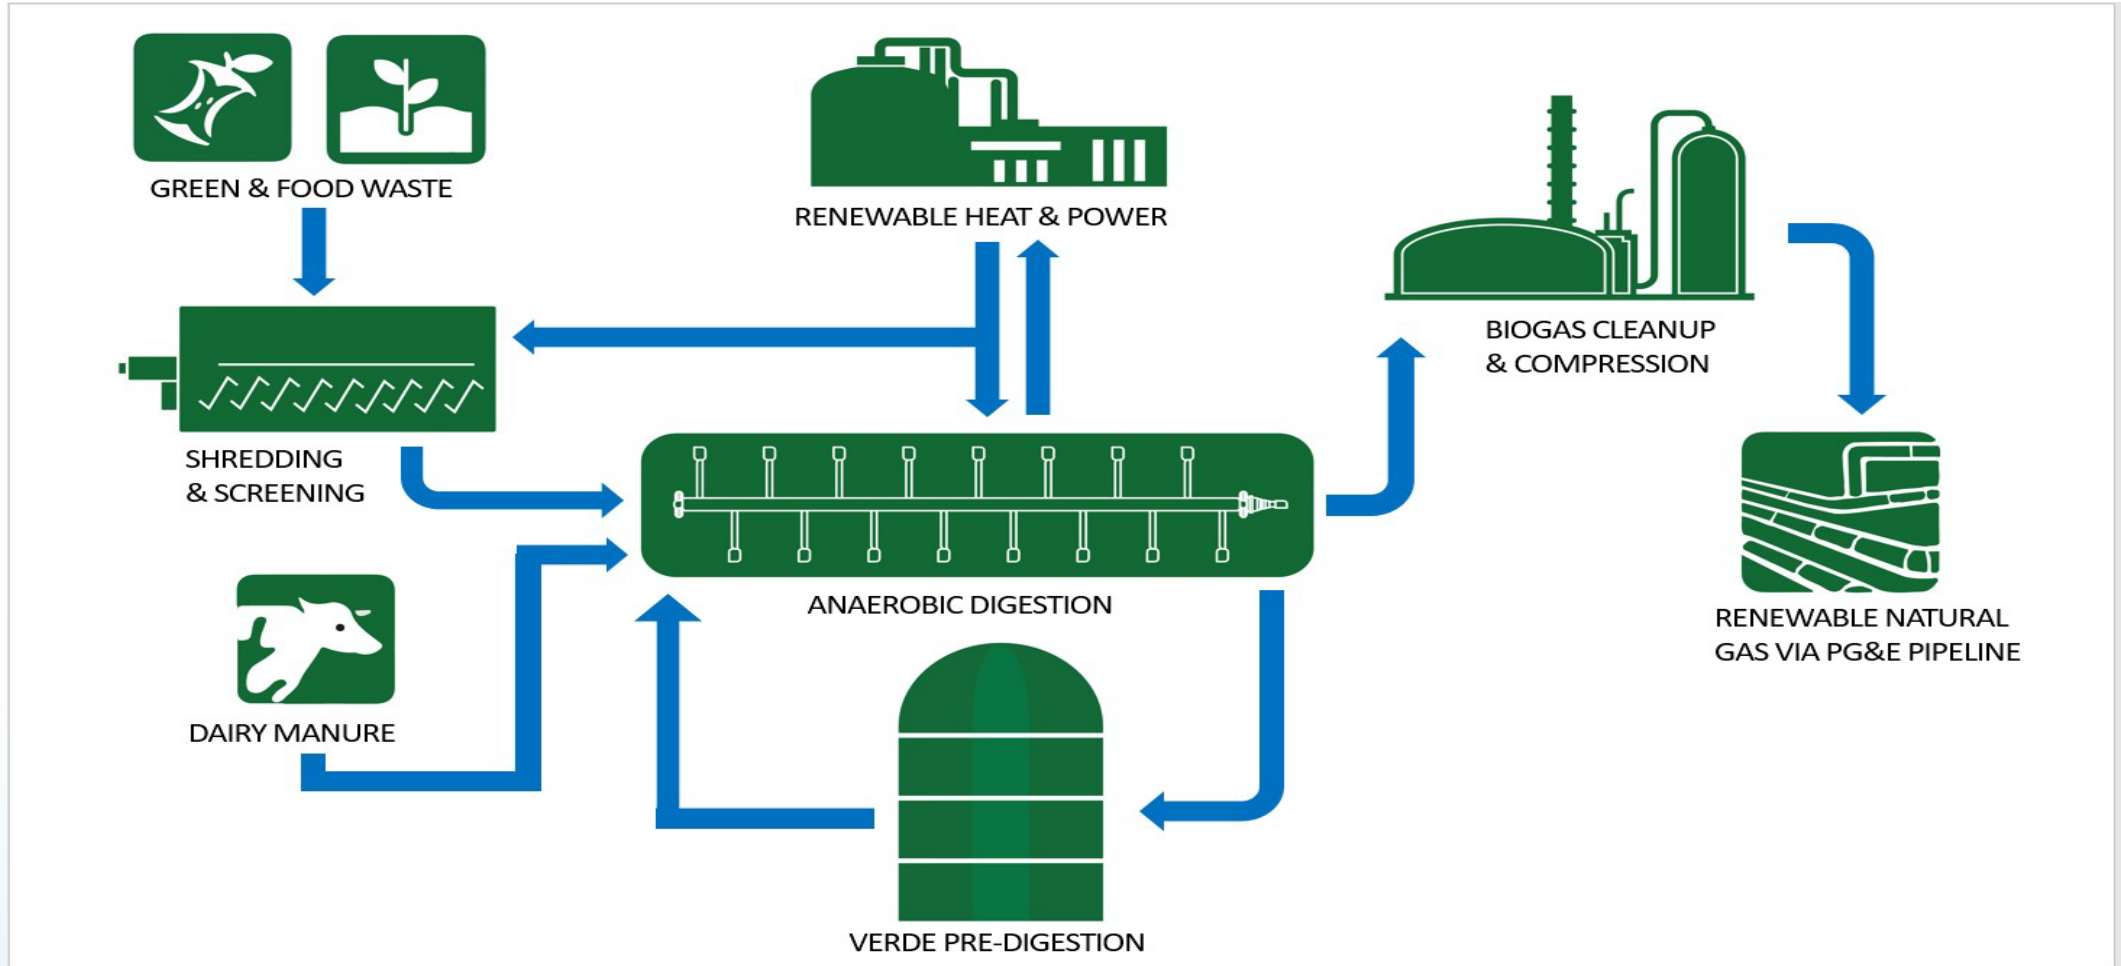 GREEN & FOOD WASTE
RENEWABLE HEAT & POWER
BIOGAS CLEANUP
& COMPRESSION
SHREDDING
& SCREENING
ANAEROBIC DIGESTION
RENEWABLE NATURAL
GAS VIA PG&E PIPELINE
DAIRY MANURE
VERDE PRE-DIGESTION